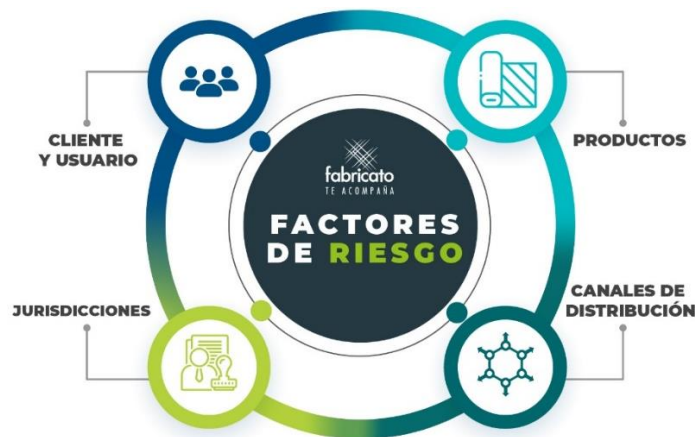 CLIENTE
Y USUARIO
PRODUCTOS
fabricato
TE ACOMPAÑA
FACTORES
DE RIESGO
JURISDICCIONES
CANALES DE
DISTRIBUCIÓN